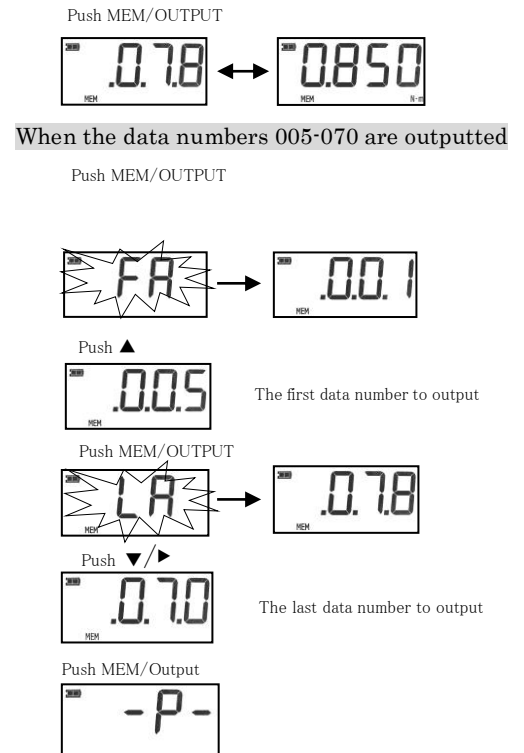 Push MEM/OUTPUT
.0.7.8 0.850
MEM MEM N-m
When the data numbers 005-070 are outputted
Push MEM/OUTPUT
FA .0.0.1
MEM
Push ▲
.0.0.5 The first data number to output
MEM
Push MEM/OUTPUT
LA .0.7.8
MEM MEM
Push ▼/▶
.0.7.0 The last data number to output
MEM
Push MEM/Output
-P-